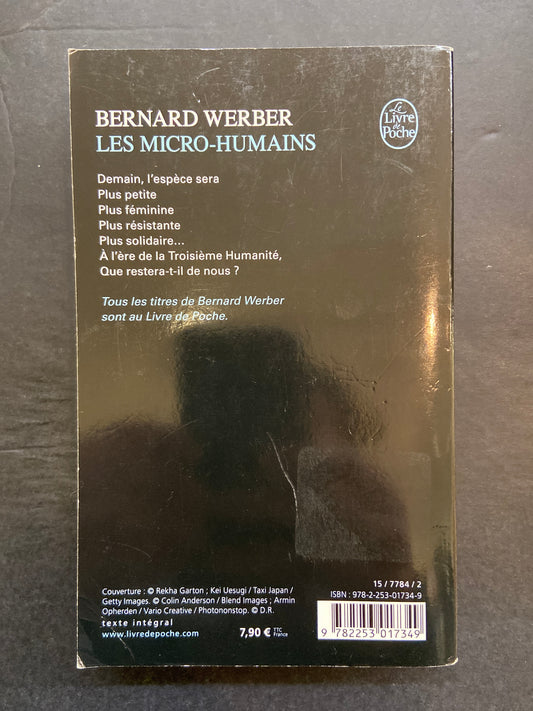 BERNARD WERBER
LES MICRO-HUMAINS
Le
Livre
de
Poche
Demain, l'espèce sera
Plus petite
Plus féminine
Plus résistante
Plus solidaire...
À l'ère de la Troisième Humanité,
Que restera-t-il de nous ?
Tous les titres de Bernard Werber
sont au Livre de Poche.
Couverture : © Rekha Garton ; Kei Uesugi / Taxi Japan /
Getty Images. © Colin Anderson / Blend Images ; Armin
Opherden / Vario Creative / Photononstop. © D.R.
texte intégral
www.livredepoche.com
7,90 € TTC
France
15 / 7784 / 2
ISBN : 978-2-253-01734-9
9 782253 017349